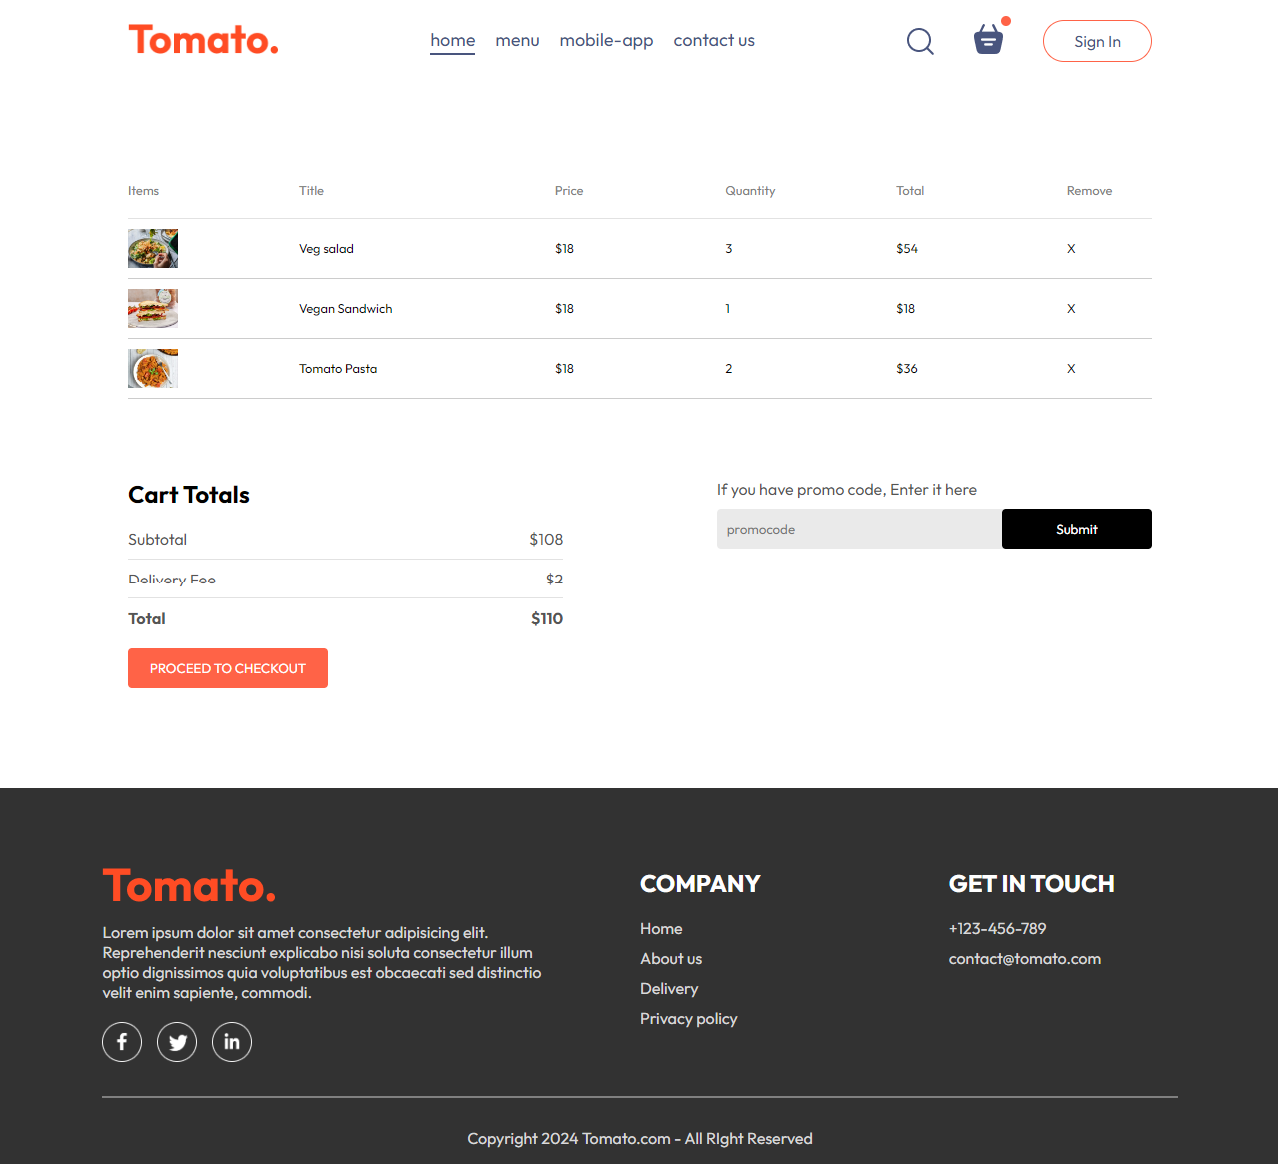 Tomato.
home menu mobile-app contact us Sign In
Items Title Price Quantity Total Remove
Veg salad $18 3 $54 X
Vegan Sandwich $18 1 $18 X
Tomato Pasta $18 2 $36 X
Cart Totals
Subtotal $108
Delivery Fee $2
Total $110
PROCEED TO CHECKOUT
If you have promo code, Enter it here
promocode Submit
Tomato.
Lorem ipsum dolor sit amet consectetur adipisicing elit.
Reprehenderit nesciunt explicabo nisi soluta consectetur illum
optio dignissimos quia voluptatibus est obcaecati sed distinctio
velit enim sapiente, commodi.
COMPANY
Home
About us
Delivery
Privacy policy
GET IN TOUCH
+123-456-789
contact@tomato.com
Copyright 2024 Tomato.com - All RIght Reserved